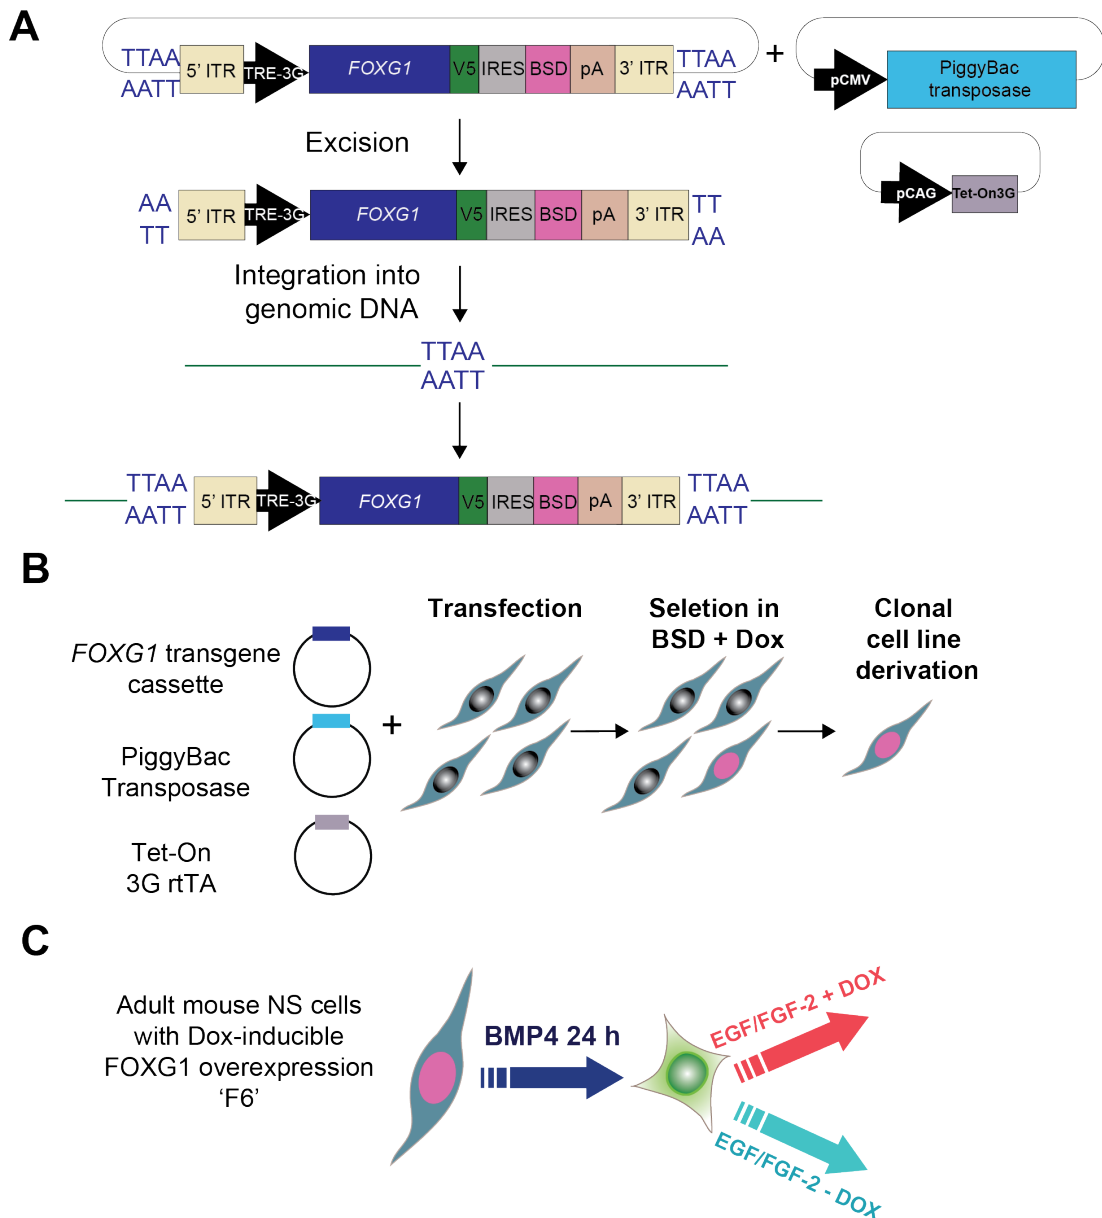 A
TTAA 5' ITR TRE-3G FOXG1 V5 IRES BSD pA 3' ITR TTAA
AATT AATT
+
pCMV PiggyBac
transposase
pCAG Tet-On3G
Excision
AA 5' ITR TRE-3G FOXG1 V5 IRES BSD pA 3' ITR TT
TT AA
Integration into
genomic DNA
TTAA
AATT
TTAA 5' ITR TRE-3G FOXG1 V5 IRES BSD pA 3' ITR TTAA
AATT AATT
B
FOXG1 transgene
cassette
PiggyBac
Transposase
Tet-On
3G rtTA
+
Transfection
Seletion in
BSD + Dox
Clonal
cell line
derivation
C
Adult mouse NS cells
with Dox-inducible
FOXG1 overexpression
‘F6’
BMP4 24 h
EGF/FGF-2 + DOX
EGF/FGF-2 - DOX